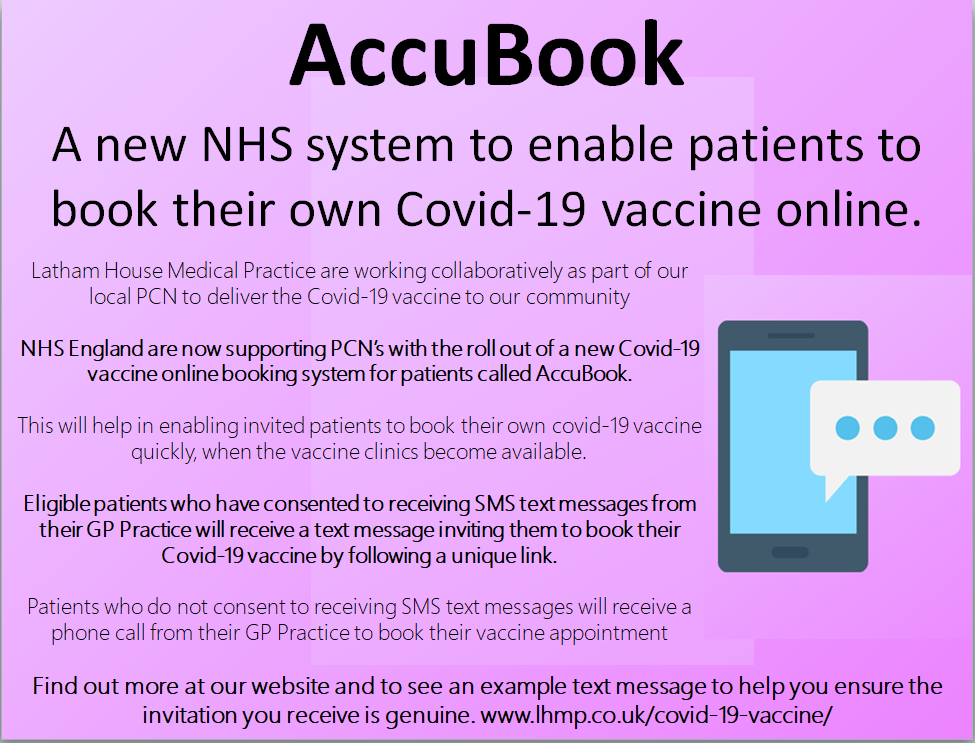 AccuBook
A new NHS system to enable patients to
book their own Covid-19 vaccine online.
Latham House Medical Practice are working collaboratively as part of our
local PCN to deliver the Covid-19 vaccine to our community
NHS England are now supporting PCN's with the roll out of a new Covid-19
vaccine online booking system for patients called AccuBook.
This will help in enabling invited patients to book their own covid-19 vaccine
quickly, when the vaccine clinics become available.
Eligible patients who have consented to receiving SMS text messages from
their GP Practice will receive a text message inviting them to book their
Covid-19 vaccine by following a unique link.
Patients who do not consent to receiving SMS text messages will receive a
phone call from their GP Practice to book their vaccine appointment
Find out more at our website and to see an example text message to help you ensure the
invitation you receive is genuine. www.lhmp.co.uk/covid-19-vaccine/